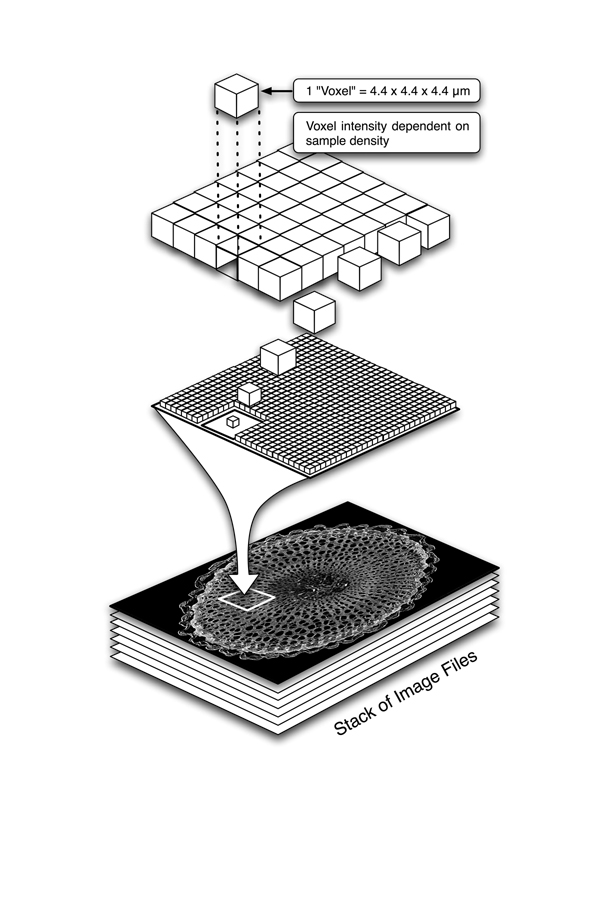 1 "Voxel" = 4.4 x 4.4 x 4.4 µm
Voxel intensity dependent on
sample density
Stack of Image Files